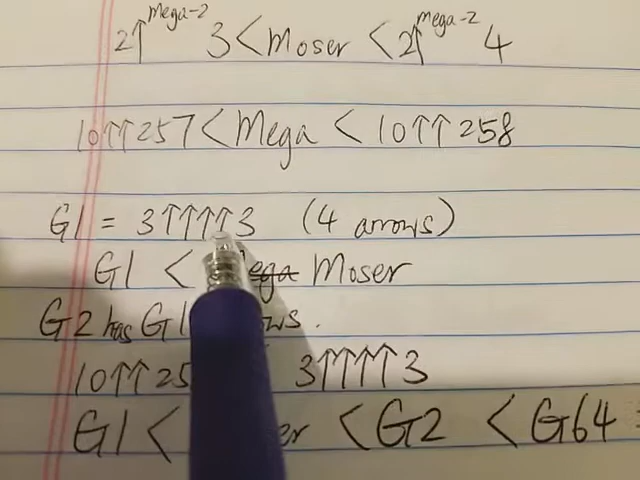 2↑^mega-2 3 < Moser < 2↑^mega-2 4
10↑↑257 < Mega < 10↑↑258
G1 = 3↑↑↑↑3 (4 arrows)
G1 < Moser
G2 has G1
10↑↑25 3↑↑↑↑3
G1 < < G2 < G64